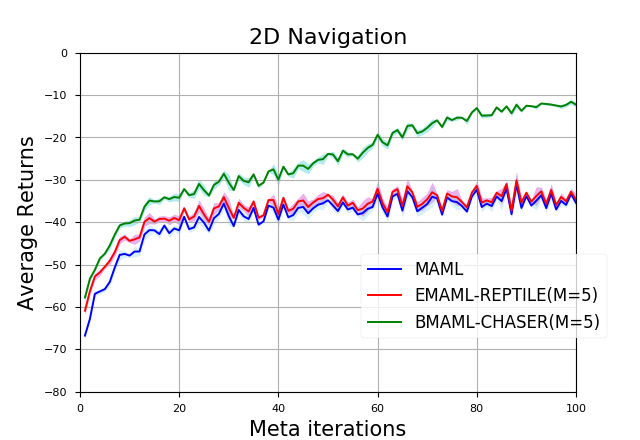 2D Navigation
0
−10
−20
−30
−40
−50
−60
−70
−80
Average Returns
MAML
EMAML-REPTILE(M=5)
BMAML-CHASER(M=5)
0 20 40 60 80 100
Meta iterations